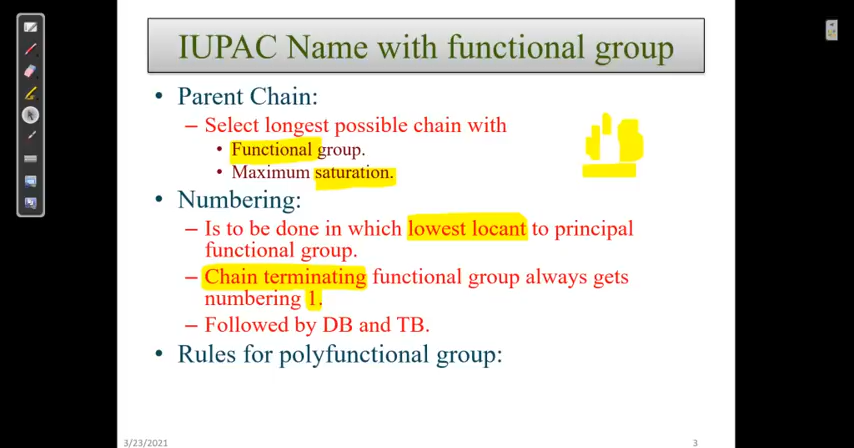 IUPAC Name with functional group
• Parent Chain:
– Select longest possible chain with
• Functional group.
• Maximum saturation.
• Numbering:
– Is to be done in which lowest locant to principal
functional group.
– Chain terminating functional group always gets
numbering 1.
– Followed by DB and TB.
• Rules for polyfunctional group:
3/23/2021
3